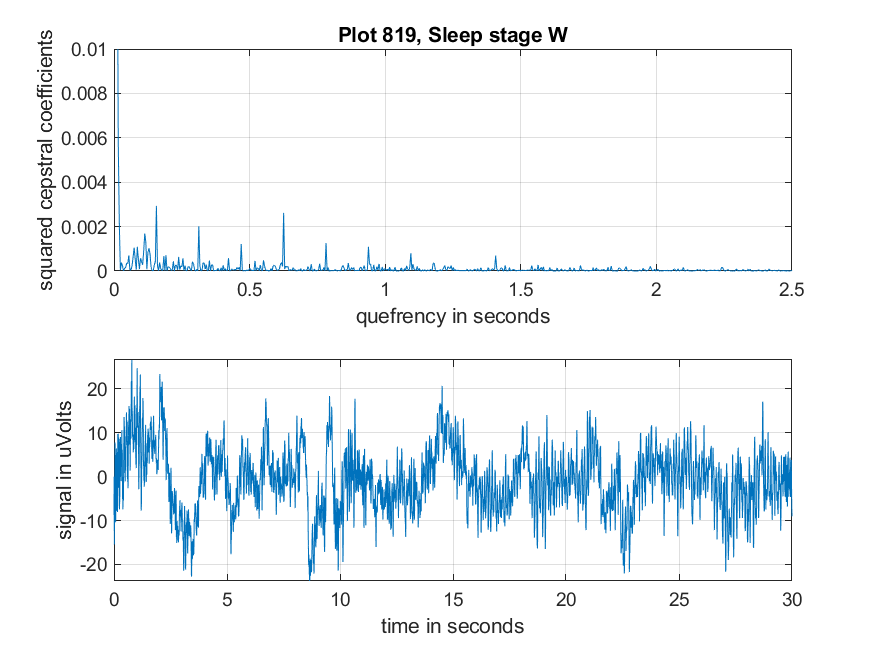 Plot 819, Sleep stage W
squared cepstral coefficients
0.01
0.008
0.006
0.004
0.002
0
0 0.5 1 1.5 2 2.5
quefrency in seconds
signal in uVolts
20
10
0
-10
-20
0 5 10 15 20 25 30
time in seconds